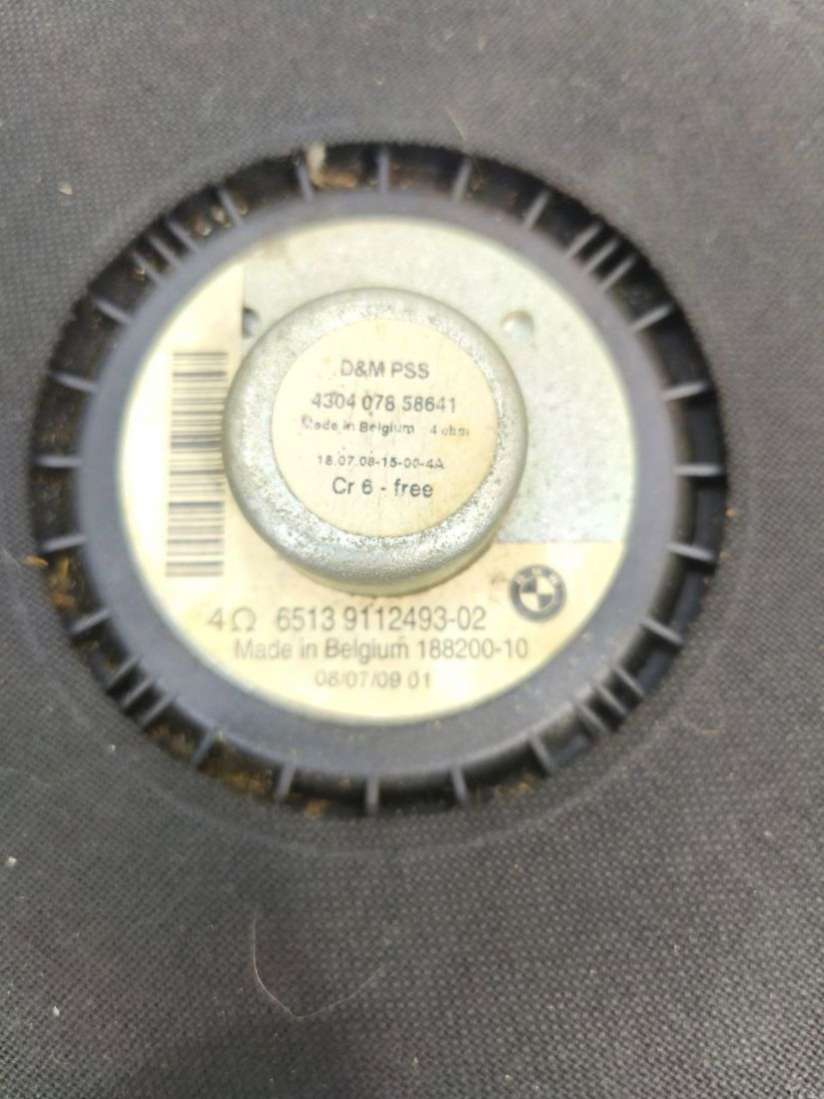 D&M PSS
4304 078 58641
Made in Belgium 4 ohm
18.07.08-15-00-4A
Cr 6 - free
4Ω 6513 9112493-02
Made in Belgium 188200-10
08/07/09 01